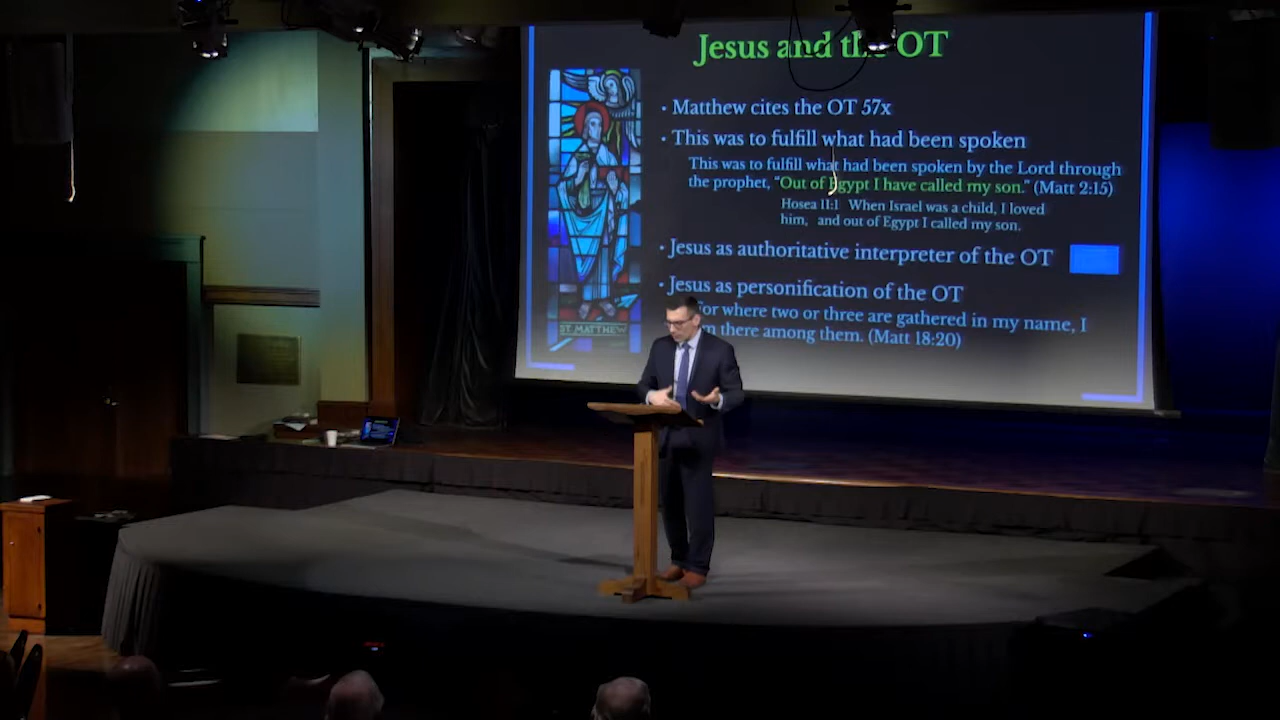 Jesus and the OT
• Matthew cites the OT 57x
• This was to fulfill what had been spoken
This was to fulfill what had been spoken by the Lord through
the prophet, "Out of Egypt I have called my son." (Matt 2:15)
Hosea 11:1 When Israel was a child, I loved
him, and out of Egypt I called my son.
• Jesus as authoritative interpreter of the OT
• Jesus as personification of the OT
For where two or three are gathered in my name, I
there among them. (Matt 18:20)
ST MATTHEW